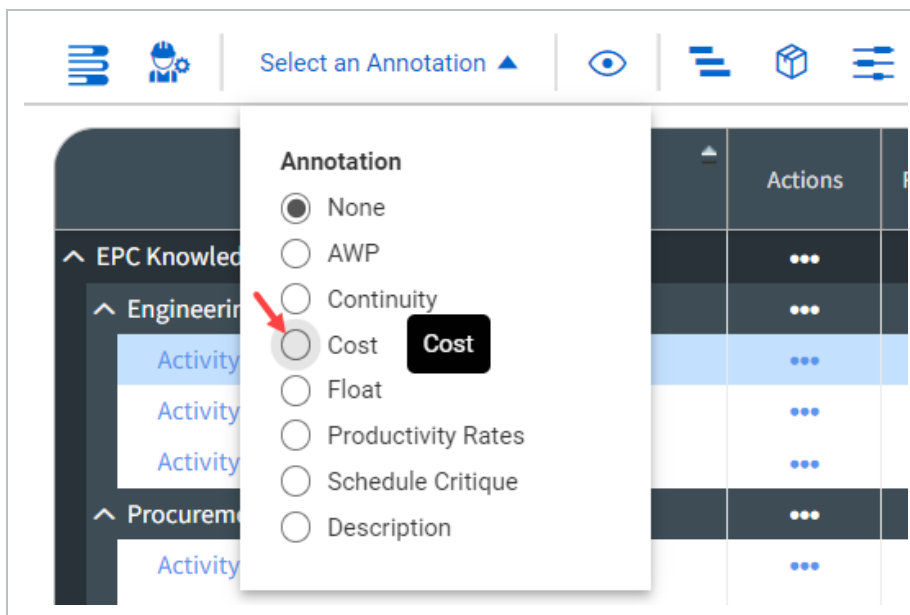 Select an Annotation
Annotation
Actions
None
AWP
EPC Knowled
Continuity
Engineerin
Cost
Cost
Activity
Float
Activity
Productivity Rates
Activity
Schedule Critique
Procureme
Description
Activity